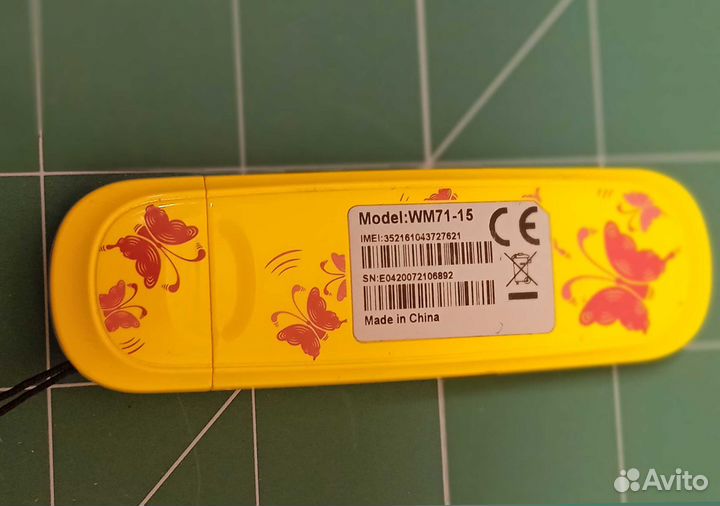 Model:WM71-15
IMEI:352161043727621
SN:E0420072106892
Made in China
CE
Avito